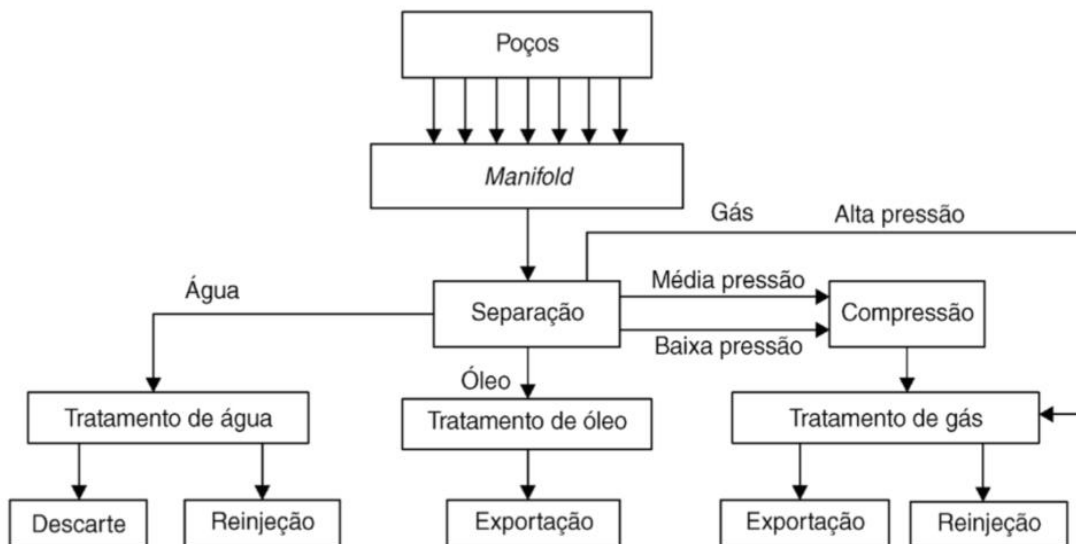 Poços
Manifold
Gás
Alta pressão
Média pressão
Água
Separação
Compressão
Baixa pressão
Óleo
Tratamento de água
Tratamento de óleo
Tratamento de gás
Descarte
Reinjeção
Exportação
Exportação
Reinjeção